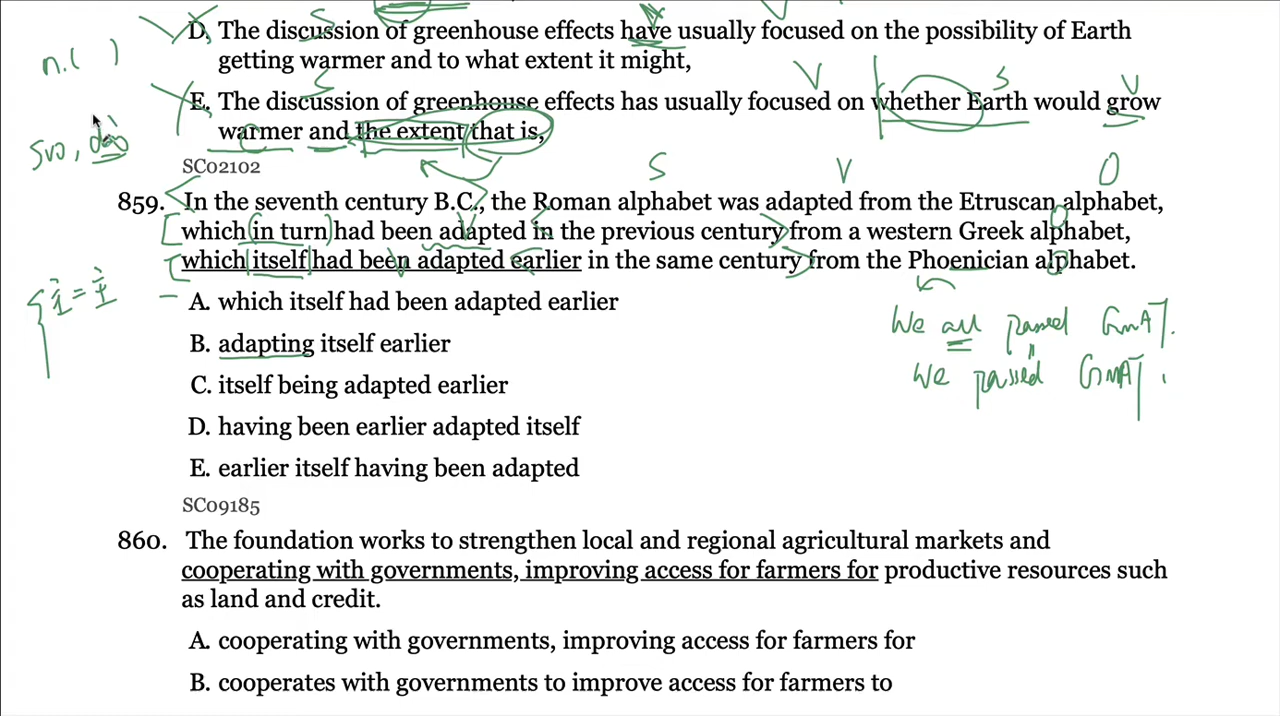 D. The discussion of greenhouse effects have usually focused on the possibility of Earth
getting warmer and to what extent it might,
n. ( )
E. The discussion of greenhouse effects has usually focused on whether Earth would grow
warmer and the extent that is,
svo,
SC02102
S V O
859. In the seventh century B.C., the Roman alphabet was adapted from the Etruscan alphabet,
which in turn had been adapted in the previous century from a western Greek alphabet,
which itself had been adapted earlier in the same century from the Phoenician alphabet.
A. which itself had been adapted earlier
We all passed GMAT.
B. adapting itself earlier
We passed GMAT.
C. itself being adapted earlier
D. having been earlier adapted itself
E. earlier itself having been adapted
SC09185
860. The foundation works to strengthen local and regional agricultural markets and
cooperating with governments, improving access for farmers for productive resources such
as land and credit.
A. cooperating with governments, improving access for farmers for
B. cooperates with governments to improve access for farmers to